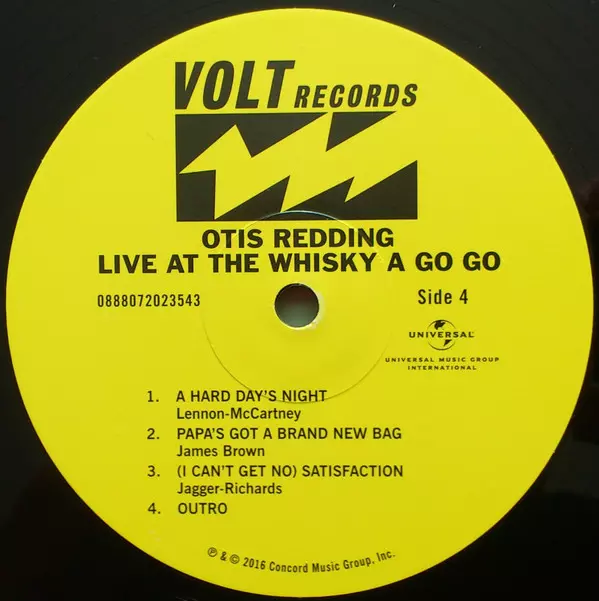 VOLT RECORDS
OTIS REDDING
LIVE AT THE WHISKY A GO GO
0888072023543
Side 4
UNIVERSAL
UNIVERSAL MUSIC GROUP
INTERNATIONAL
1. A HARD DAY'S NIGHT
Lennon-McCartney
2. PAPA'S GOT A BRAND NEW BAG
James Brown
3. (I CAN'T GET NO) SATISFACTION
Jagger-Richards
4. OUTRO
℗ & © 2016 Concord Music Group, Inc.